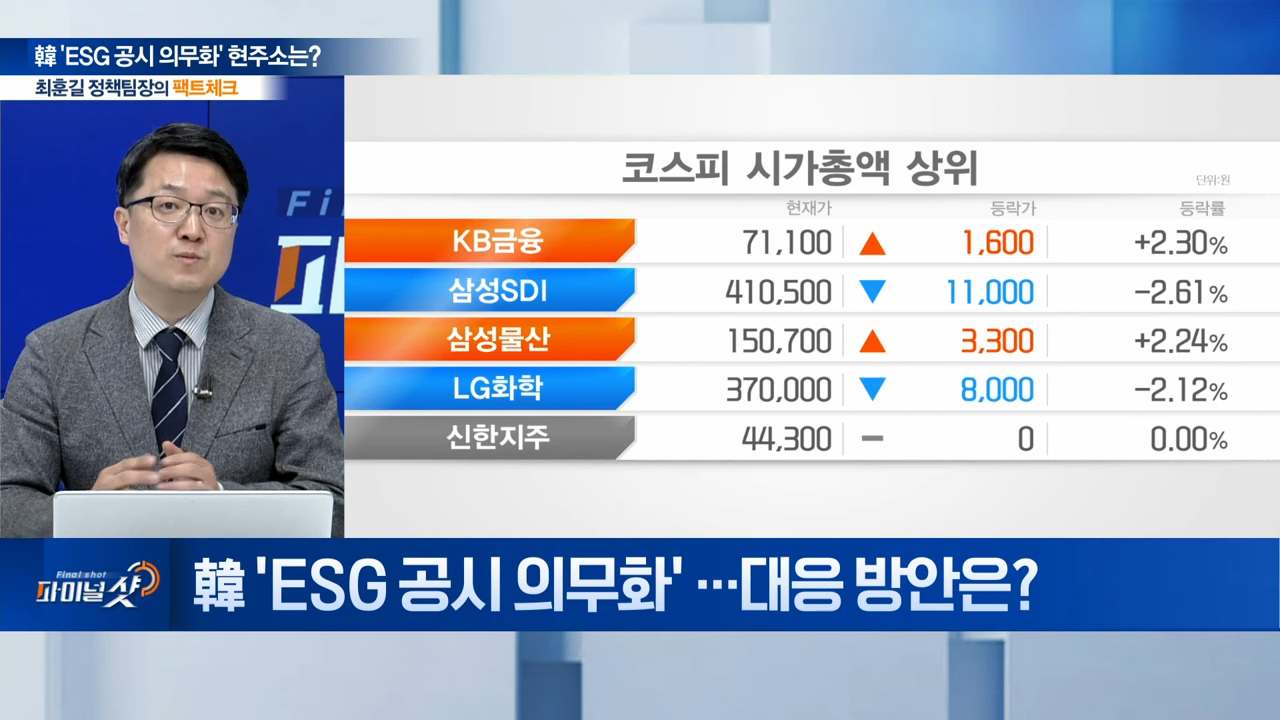 韓 'ESG 공시 의무화' 현주소는?
최훈길 정책팀장의 팩트체크
Fi
파
코스피 시가총액 상위
단위:원
현재가 등락가 등락률
KB금융 71,100 ▲ 1,600 +2.30%
삼성SDI 410,500 ▼ 11,000 -2.61%
삼성물산 150,700 ▲ 3,300 +2.24%
LG화학 370,000 ▼ 8,000 -2.12%
신한지주 44,300 - 0 0.00%
Final shot
파이널샷
韓 'ESG 공시 의무화' …대응 방안은?